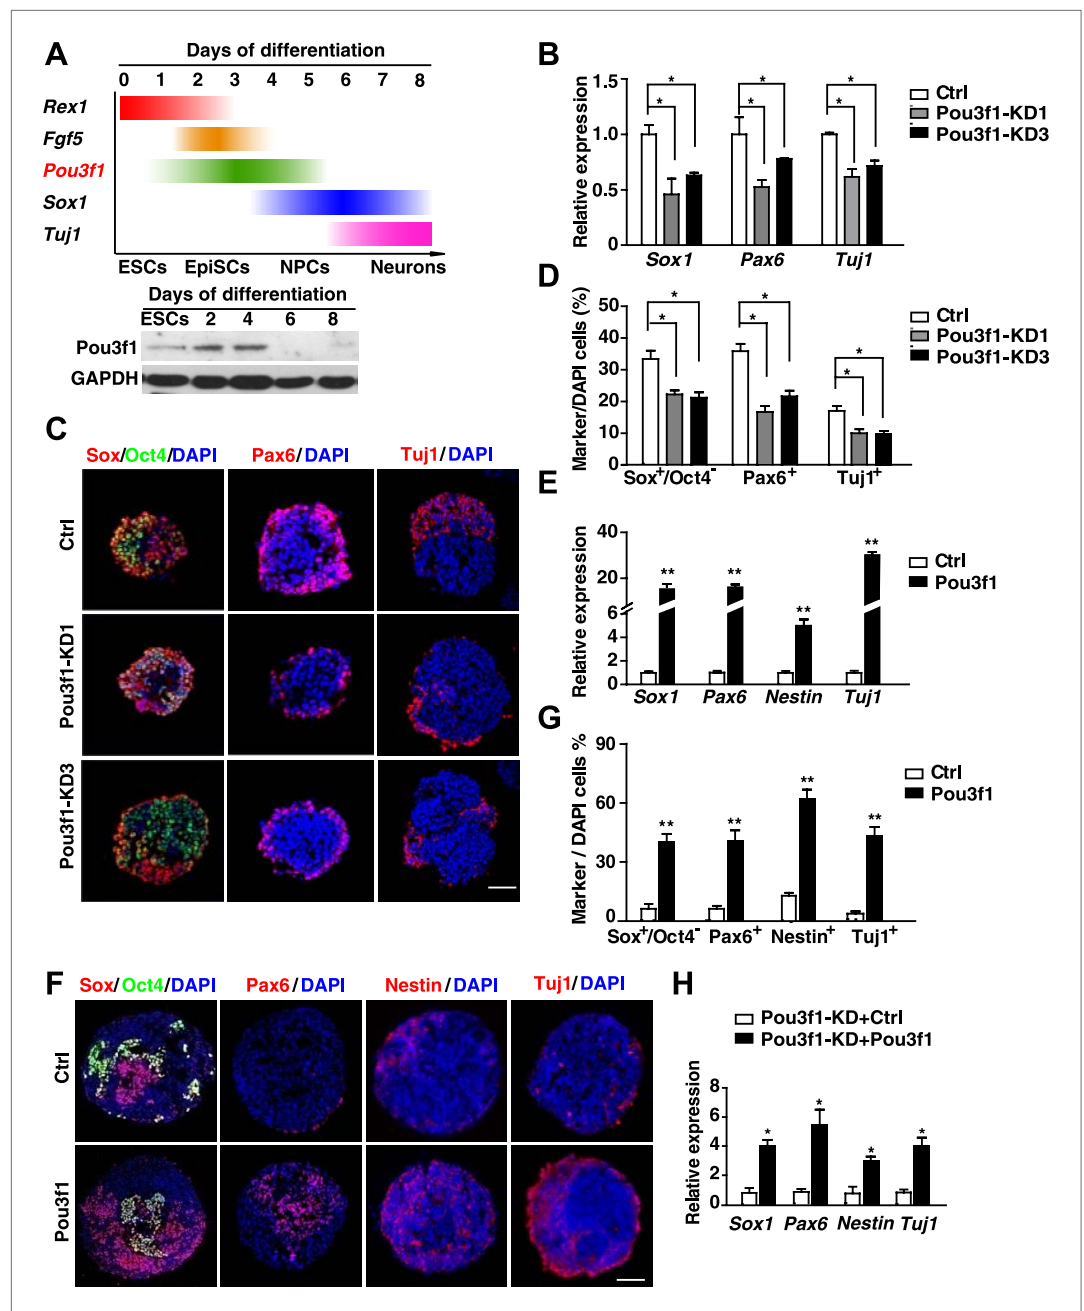 A
Days of differentiation
0 1 2 3 4 5 6 7 8
Rex1
Fgf5
Pou3f1
Sox1
Tuj1
ESCs EpiSCs NPCs Neurons
Days of differentiation
ESCs 2 4 6 8
Pou3f1
GAPDH
B
Relative expression
1.5
1.0
0.5
0
* * * * * *
Sox1 Pax6 Tuj1
Ctrl
Pou3f1-KD1
Pou3f1-KD3
D
Marker/DAPI cells (%)
50
40
30
20
10
0
* * * * * *
Sox+/Oct4- Pax6+ Tuj1+
Ctrl
Pou3f1-KD1
Pou3f1-KD3
C
Sox/Oct4/DAPI Pax6/DAPI Tuj1/DAPI
Ctrl
Pou3f1-KD1
Pou3f1-KD3
E
Relative expression
40
20
6
4
2
0
** ** ** **
Sox1 Pax6 Nestin Tuj1
Ctrl
Pou3f1
G
Marker / DAPI cells %
90
60
30
0
** ** ** **
Sox+/Oct4- Pax6+ Nestin+ Tuj1+
Ctrl
Pou3f1
F
Sox/Oct4/DAPI Pax6/DAPI Nestin/DAPI Tuj1/DAPI
Ctrl
Pou3f1
H
Pou3f1-KD+Ctrl
Pou3f1-KD+Pou3f1
Relative expression
8
6
4
2
0
* * * *
Sox1 Pax6 Nestin Tuj1